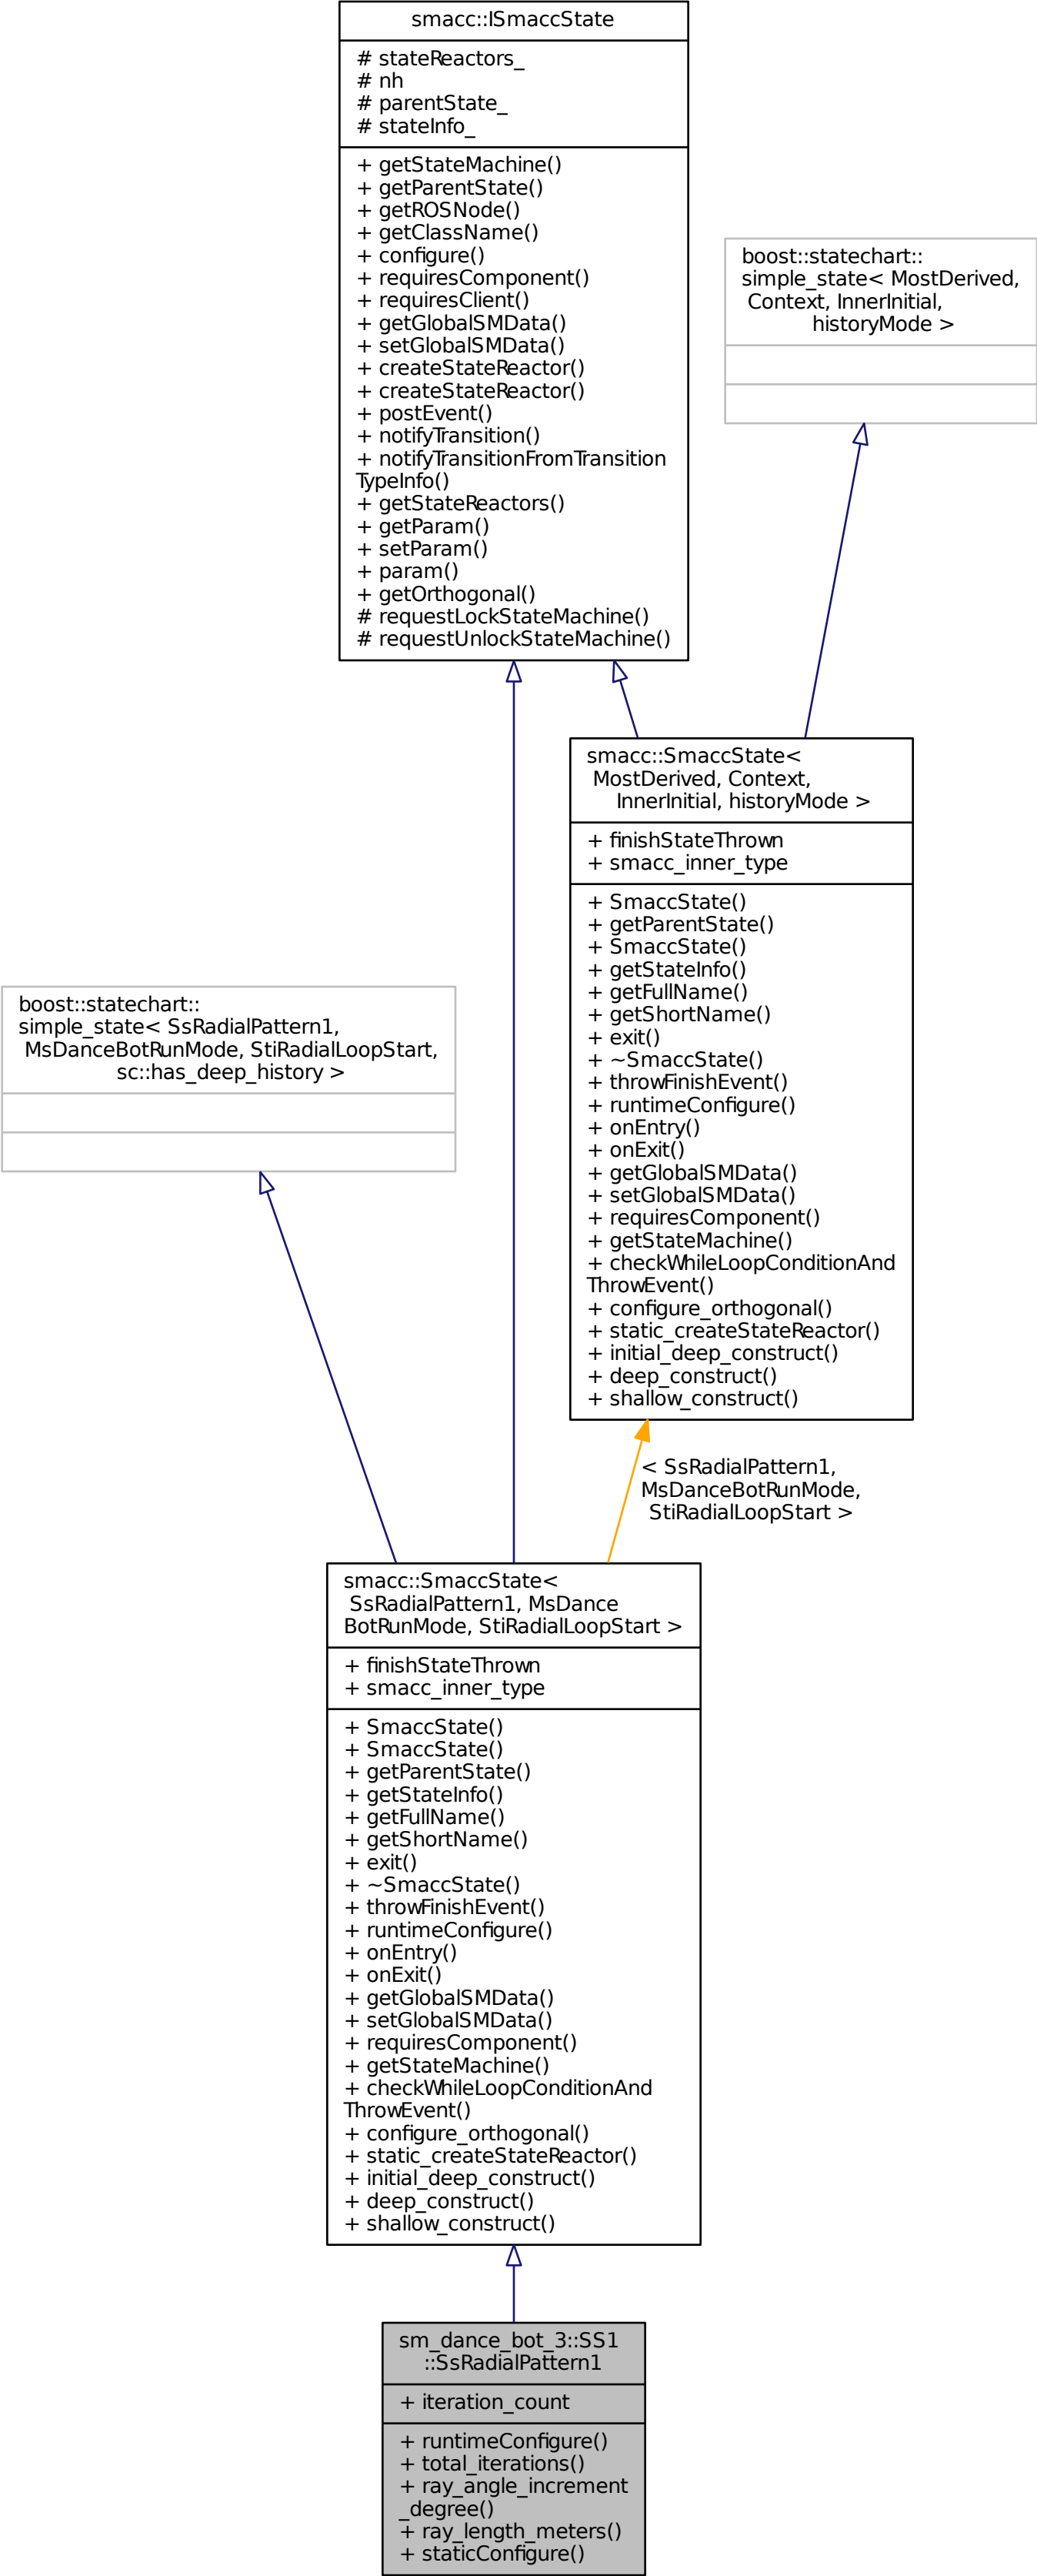 smacc::ISmaccState
# stateReactors_
# nh
# parentState_
# stateInfo_
+ getStateMachine()
+ getParentState()
+ getROSNode()
+ getClassName()
+ configure()
+ requiresComponent()
+ requiresClient()
+ getGlobalSMData()
+ setGlobalSMData()
+ createStateReactor()
+ createStateReactor()
+ postEvent()
+ notifyTransition()
+ notifyTransitionFromTransition
TypeInfo()
+ getStateReactors()
+ getParam()
+ setParam()
+ param()
+ getOrthogonal()
# requestLockStateMachine()
# requestUnlockStateMachine()
boost::statechart::
simple_state< MostDerived,
Context, InnerInitial,
historyMode >
smacc::SmaccState<
MostDerived, Context,
InnerInitial, historyMode >
+ finishStateThrown
+ smacc_inner_type
+ SmaccState()
+ getParentState()
+ SmaccState()
+ getStateInfo()
+ getFullName()
+ getShortName()
+ exit()
+ ~SmaccState()
+ throwFinishEvent()
+ runtimeConfigure()
+ onEntry()
+ onExit()
+ getGlobalSMData()
+ setGlobalSMData()
+ requiresComponent()
+ getStateMachine()
+ checkWhileLoopConditionAnd
ThrowEvent()
+ configure_orthogonal()
+ static_createStateReactor()
+ initial_deep_construct()
+ deep_construct()
+ shallow_construct()
boost::statechart::
simple_state< SsRadialPattern1,
MsDanceBotRunMode, StiRadialLoopStart,
sc::has_deep_history >
< SsRadialPattern1,
MsDanceBotRunMode,
StiRadialLoopStart >
smacc::SmaccState<
SsRadialPattern1, MsDance
BotRunMode, StiRadialLoopStart >
+ finishStateThrown
+ smacc_inner_type
+ SmaccState()
+ SmaccState()
+ getParentState()
+ getStateInfo()
+ getFullName()
+ getShortName()
+ exit()
+ ~SmaccState()
+ throwFinishEvent()
+ runtimeConfigure()
+ onEntry()
+ onExit()
+ getGlobalSMData()
+ setGlobalSMData()
+ requiresComponent()
+ getStateMachine()
+ checkWhileLoopConditionAnd
ThrowEvent()
+ configure_orthogonal()
+ static_createStateReactor()
+ initial_deep_construct()
+ deep_construct()
+ shallow_construct()
sm_dance_bot_3::SS1
::SsRadialPattern1
+ iteration_count
+ runtimeConfigure()
+ total_iterations()
+ ray_angle_increment
_degree()
+ ray_length_meters()
+ staticConfigure()